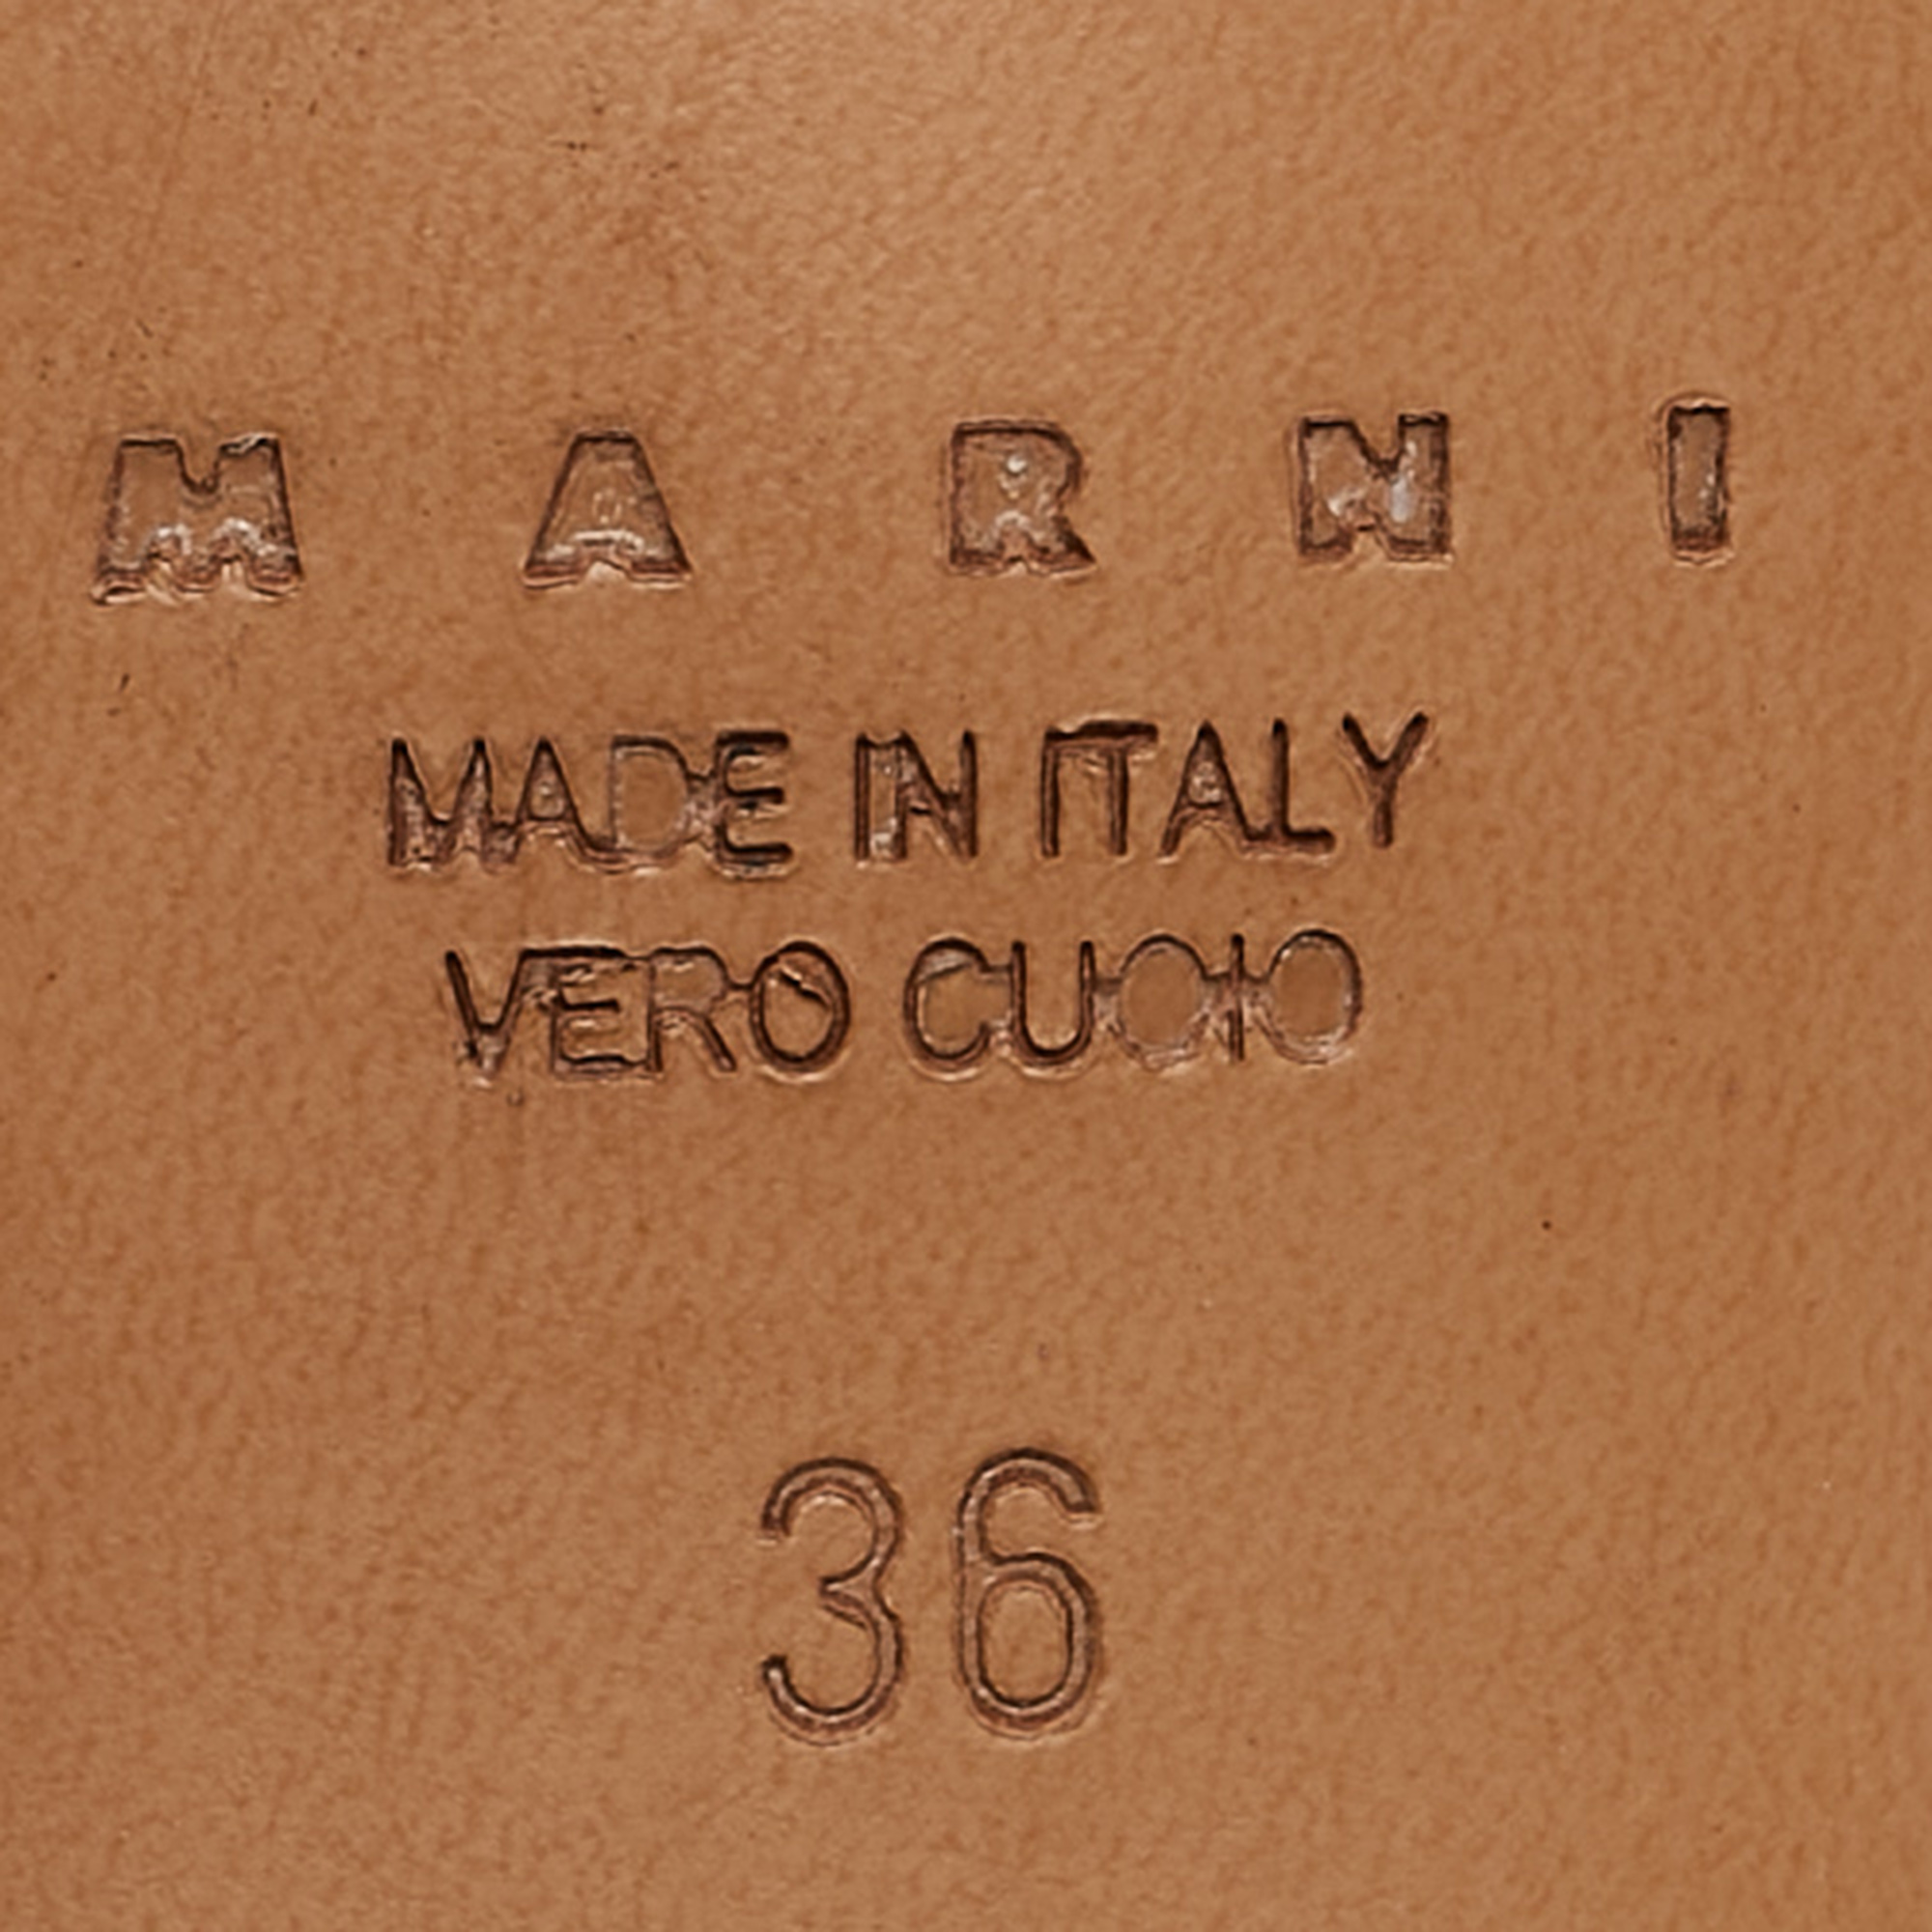 MARNI
MADE IN ITALY
VERO CUOIO
36